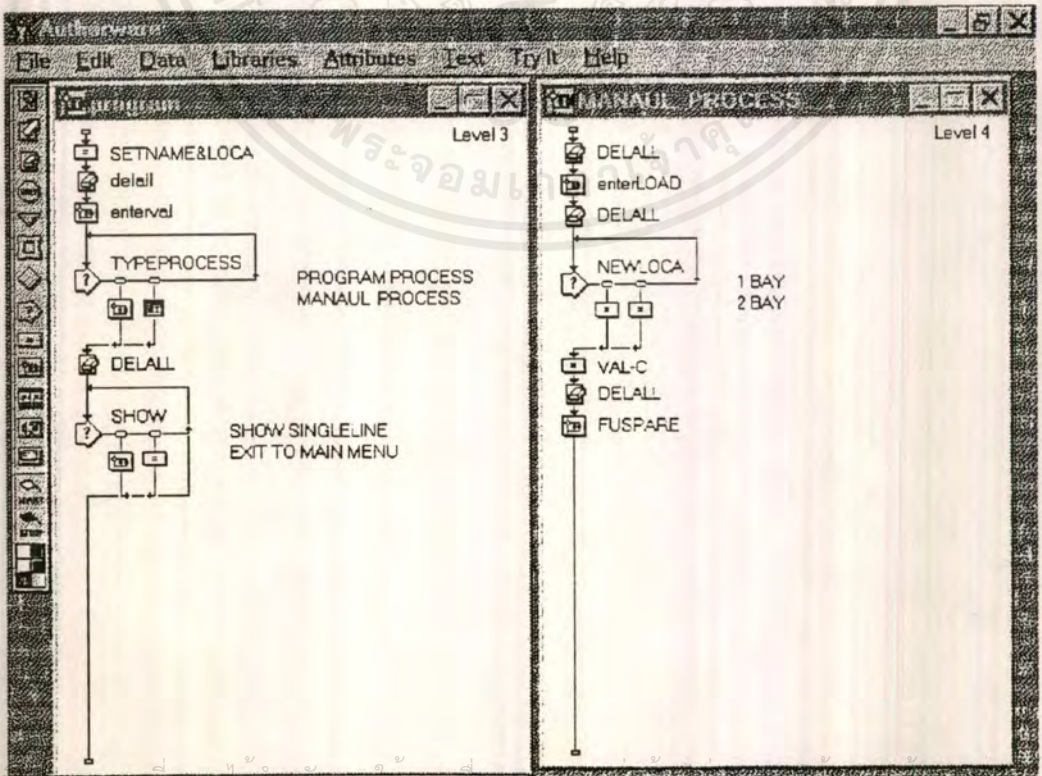 Authorware
File Edit Data Libraries Attributes Text Try It Help
program
Level 3
SETNAME&LOCA
delall
enterval
TYPEPROCESS
PROGRAM PROCESS
MANAUL PROCESS
DELALL
SHOW
SHOW SINGLELINE
EXIT TO MAIN MENU
MANAUL PROCESS
Level 4
DELALL
enterLOAD
DELALL
NEWLOCA
1 BAY
2 BAY
VAL-C
DELALL
FUSPARE